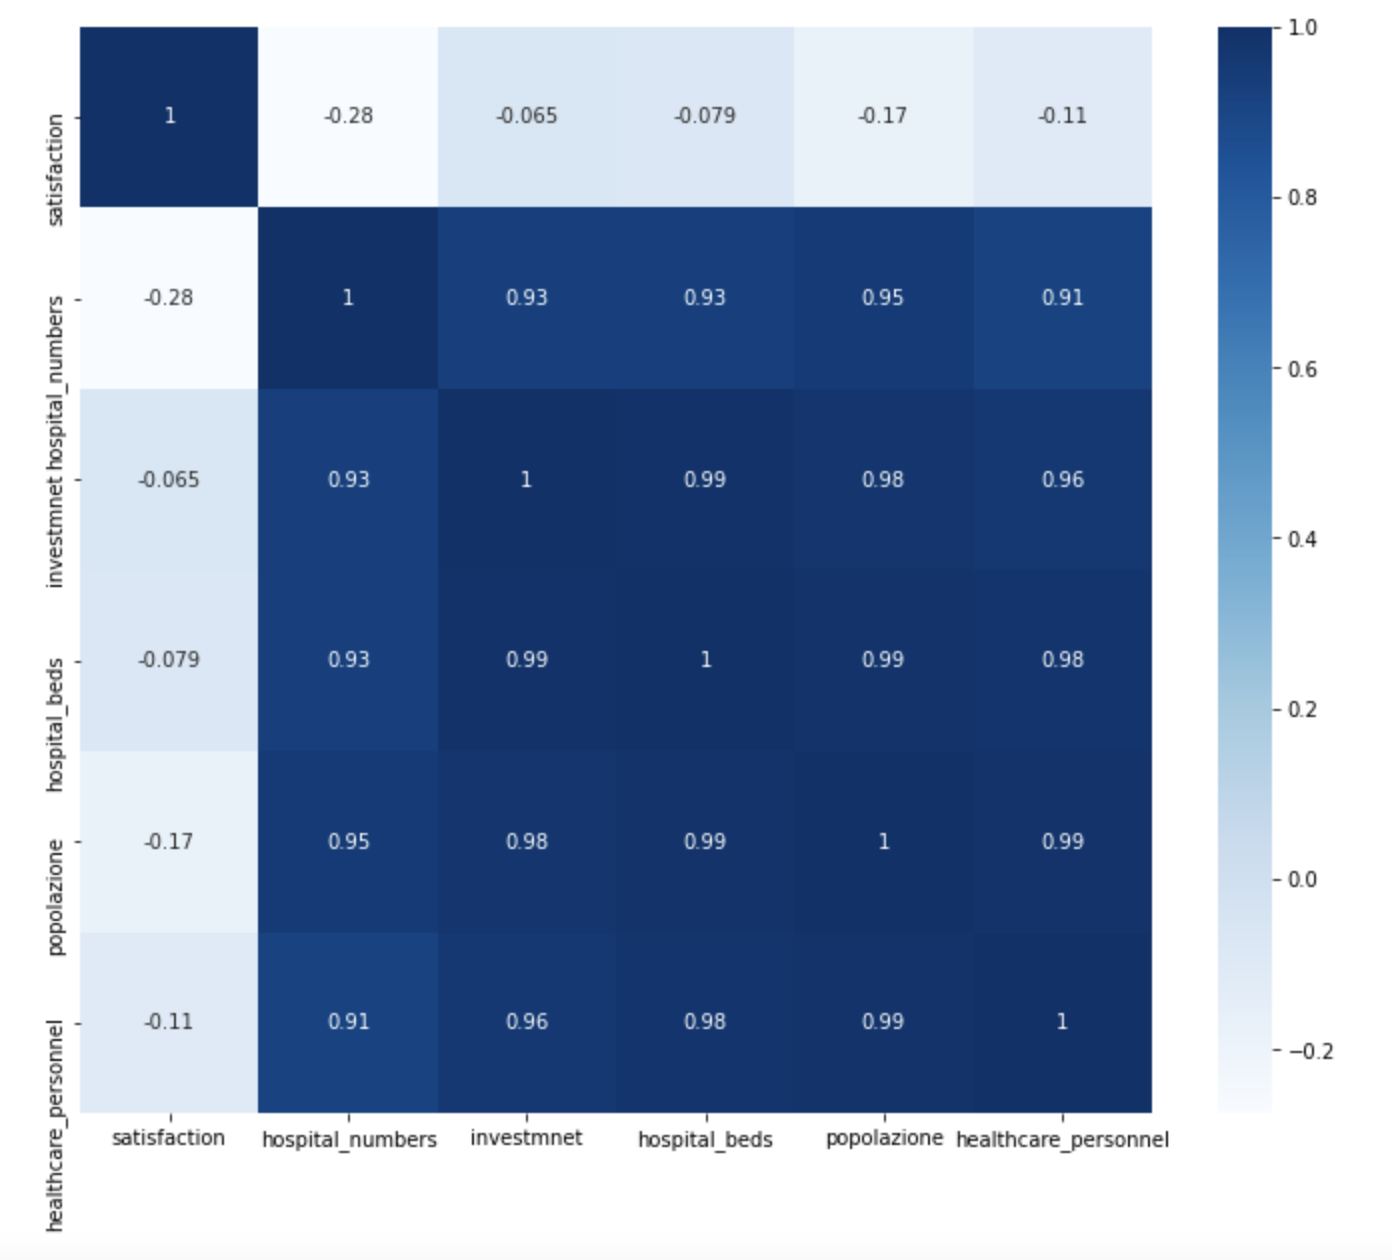 satisfaction 1 -0.28 -0.065 -0.079 -0.17 -0.11
hospital_numbers -0.28 1 0.93 0.93 0.95 0.91
investmnet -0.065 0.93 1 0.99 0.98 0.96
hospital_beds -0.079 0.93 0.99 1 0.99 0.98
popolazione -0.17 0.95 0.98 0.99 1 0.99
healthcare_personnel -0.11 0.91 0.96 0.98 0.99 1
satisfaction hospital_numbers investmnet hospital_beds popolazione healthcare_personnel
1.0
0.8
0.6
0.4
0.2
0.0
−0.2